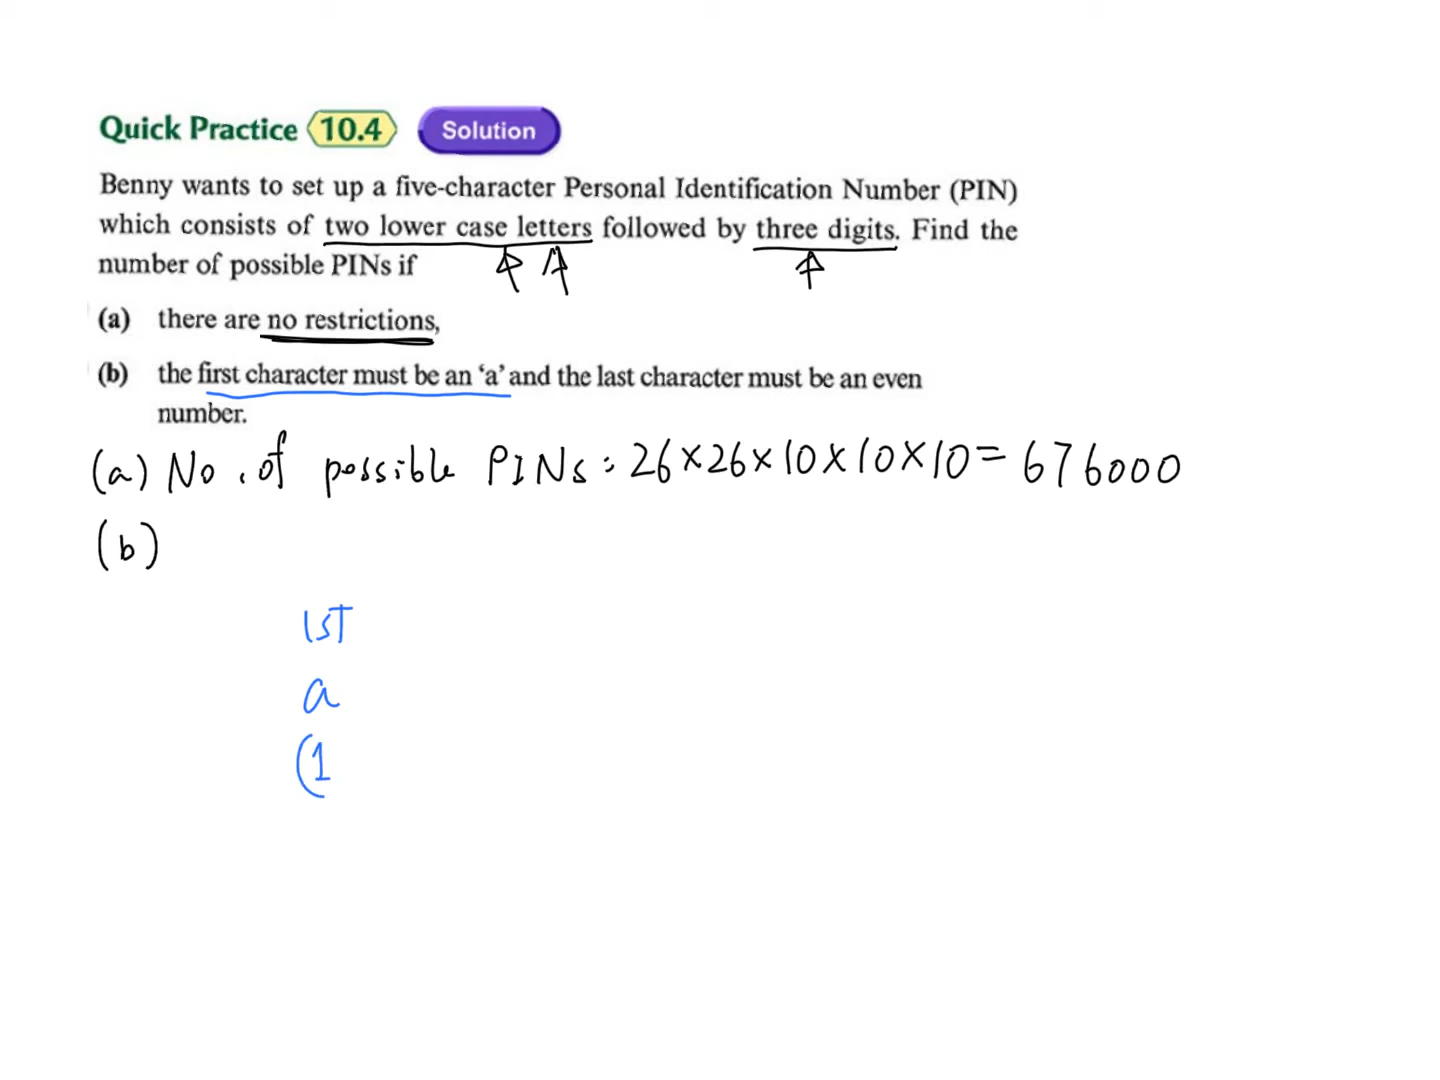 Quick Practice 10.4 Solution
Benny wants to set up a five-character Personal Identification Number (PIN)
which consists of two lower case letters followed by three digits. Find the
number of possible PINs if
(a) there are no restrictions,
(b) the first character must be an ‘a’ and the last character must be an even
number.
(a) No. of possible PINs : 26×26×10×10×10 = 676000
(b)
1st
a
(1